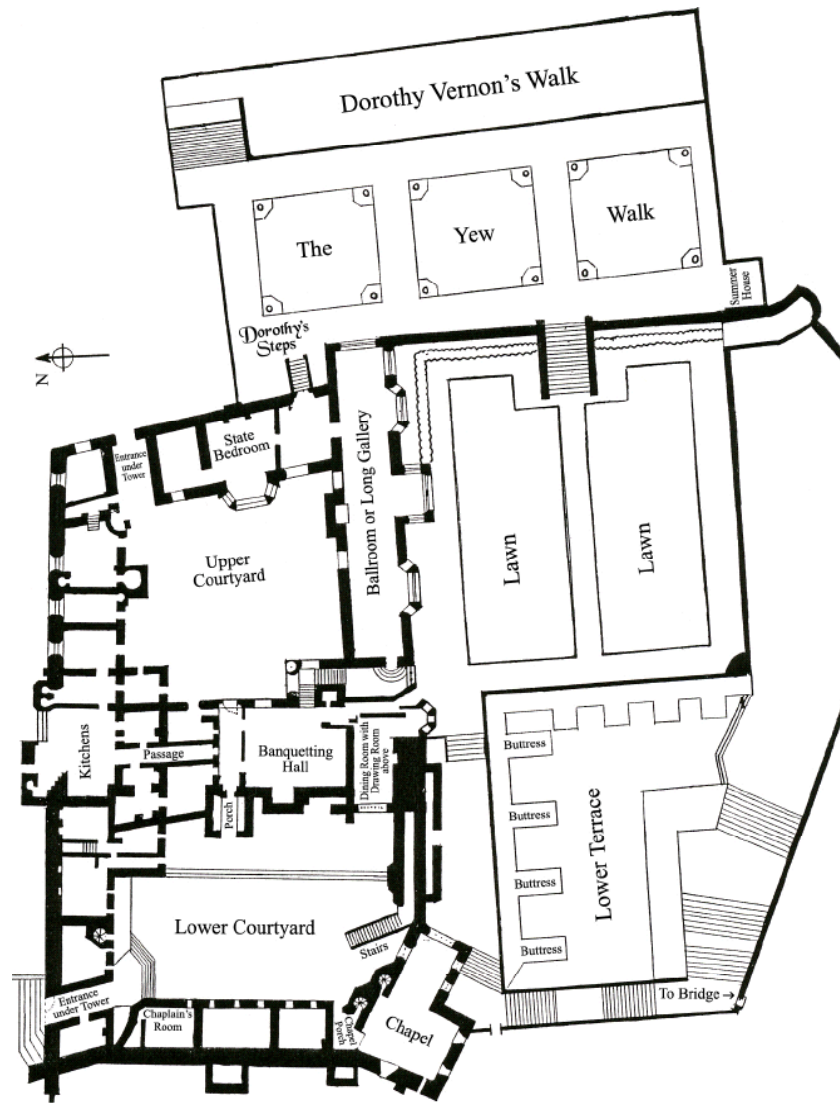 Dorothy Vernon's Walk
The
Yew
Walk
Summer
House
Dorothy's
Steps
N
State
Bedroom
Entrance
under
Tower
Ballroom or Long Gallery
Lawn
Lawn
Upper
Courtyard
Kitchens
Passage
Banquetting
Hall
Dining Room with
Drawing Room
above
Porch
Buttress
Buttress
Buttress
Buttress
Lower Terrace
Lower Courtyard
Stairs
Entrance
under Tower
Chaplain's
Room
Chapel
Porch
Chapel
To Bridge →